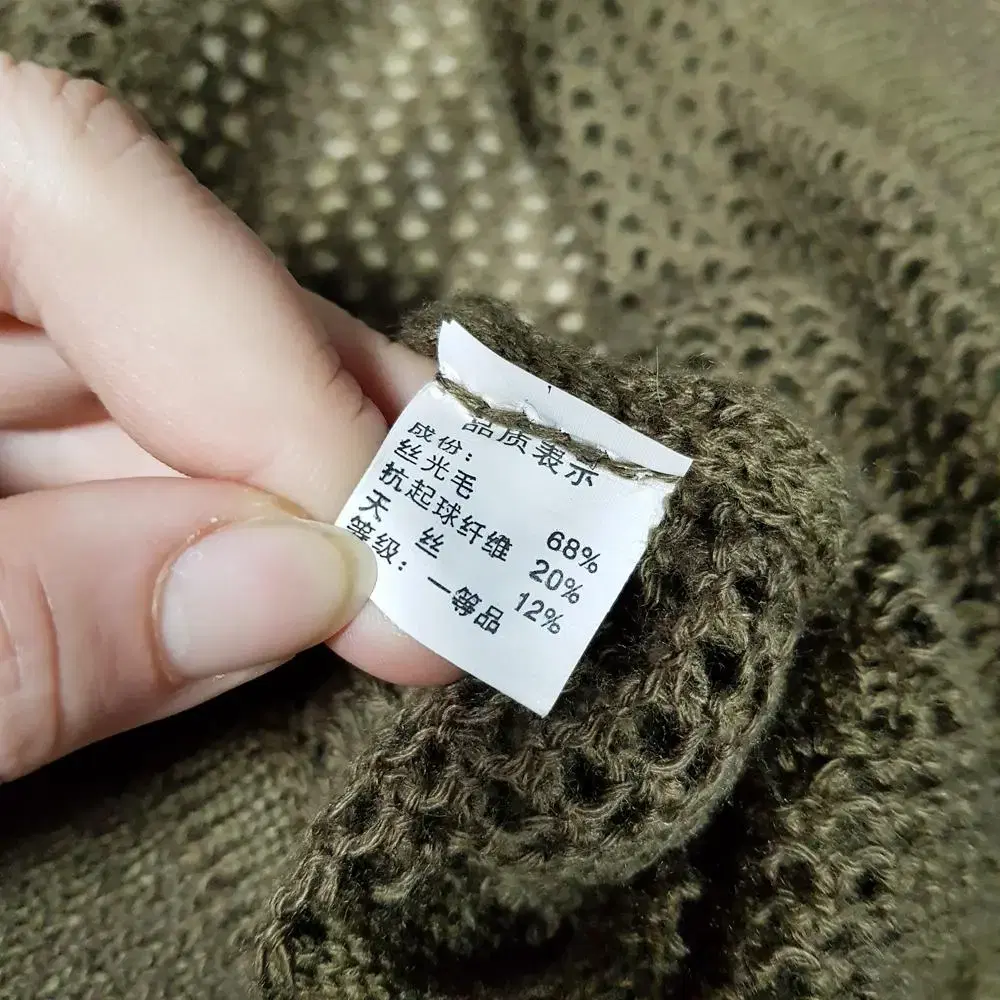 品质表示
成份：
丝光毛 68%
抗起球纤维 20%
天 丝 12%
等级：一等品